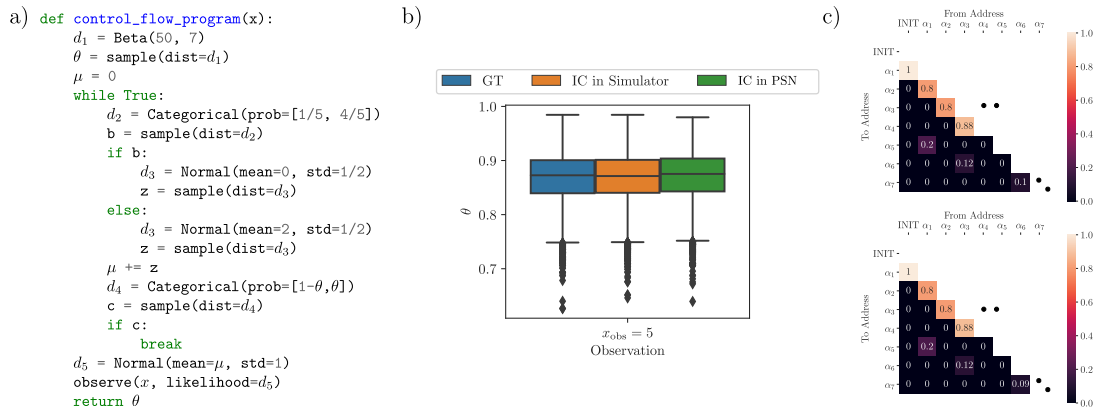 a)
def control_flow_program(x):
d₁ = Beta(50, 7)
θ = sample(dist=d₁)
μ = 0
while True:
d₂ = Categorical(prob=[1/5, 4/5])
b = sample(dist=d₂)
if b:
d₃ = Normal(mean=0, std=1/2)
z = sample(dist=d₃)
else:
d₃ = Normal(mean=2, std=1/2)
z = sample(dist=d₃)
μ += z
d₄ = Categorical(prob=[1-θ,θ])
c = sample(dist=d₄)
if c:
break
d₅ = Normal(mean=μ, std=1)
observe(x, likelihood=d₅)
return θ
b)
GT IC in Simulator IC in PSN
1.0
0.9
0.8
0.7
θ
x_obs = 5
Observation
c)
From Address
INIT α₁ α₂ α₃ α₄ α₅ α₆ α₇
To Address
INIT
α₁ 1
α₂ 0 0.8
α₃ 0 0 0.8
α₄ 0 0 0 0.88
α₅ 0 0.2 0 0 0
α₆ 0 0 0 0.12 0 0
α₇ 0 0 0 0 0 0 0.1
1.0
0.8
0.6
0.4
0.2
0.0
From Address
INIT α₁ α₂ α₃ α₄ α₅ α₆ α₇
To Address
INIT
α₁ 1
α₂ 0 0.8
α₃ 0 0 0.8
α₄ 0 0 0 0.88
α₅ 0 0.2 0 0 0
α₆ 0 0 0 0.12 0 0
α₇ 0 0 0 0 0 0 0.09
1.0
0.8
0.6
0.4
0.2
0.0